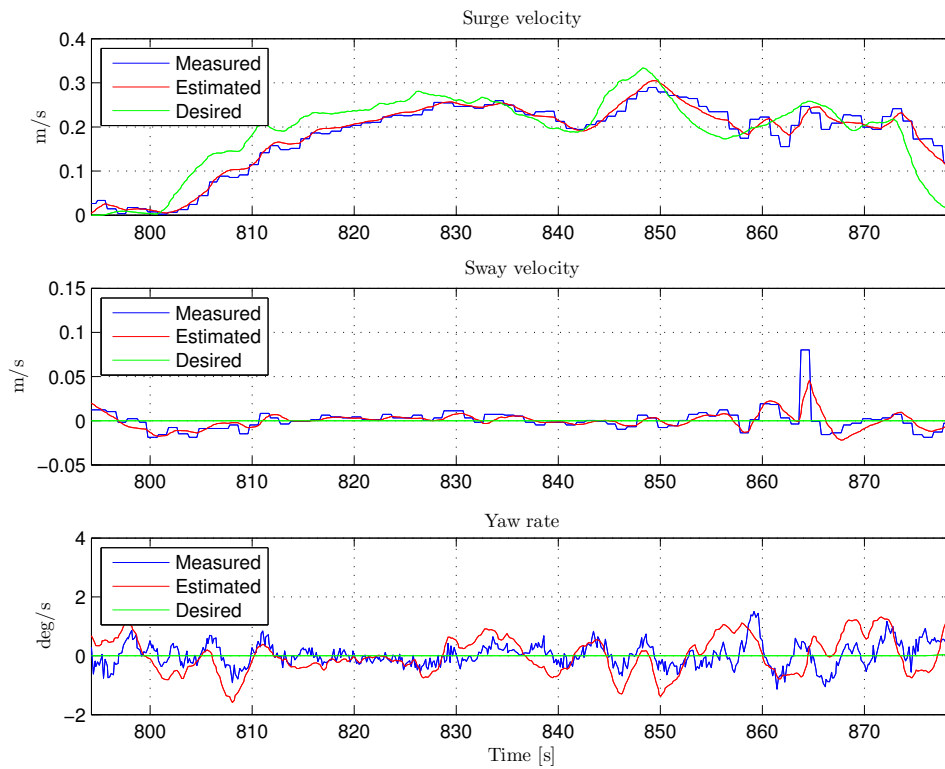 Surge velocity
0.4
0.3
0.2
0.1
0
m/s
Measured
Estimated
Desired
800 810 820 830 840 850 860 870
Sway velocity
0.15
0.1
0.05
0
−0.05
m/s
Measured
Estimated
Desired
800 810 820 830 840 850 860 870
Yaw rate
4
2
0
−2
deg/s
Measured
Estimated
Desired
800 810 820 830 840 850 860 870
Time [s]